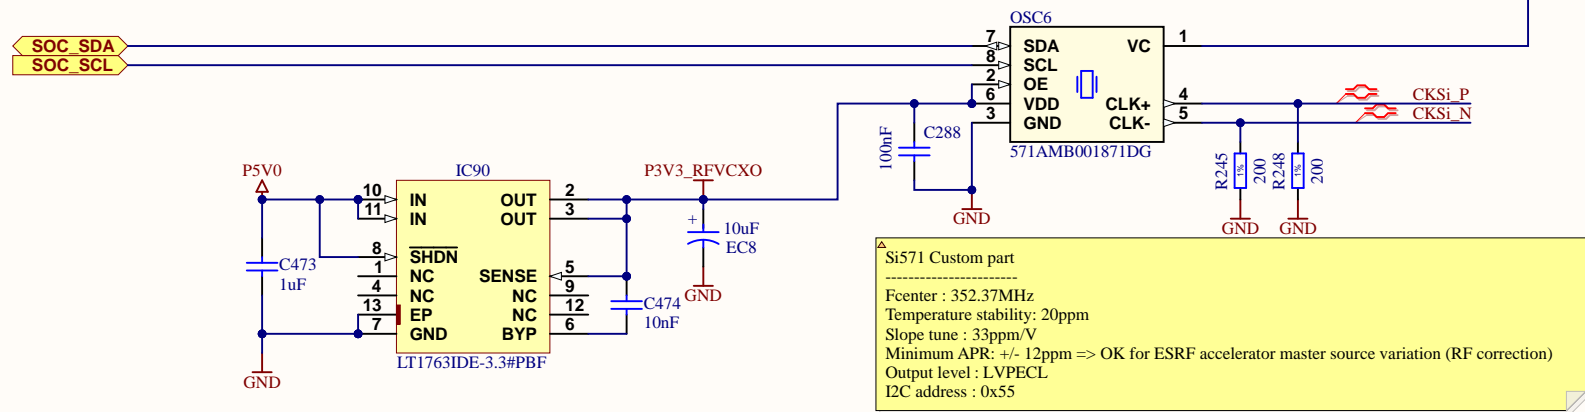 OSC6
SOC_SDA
SOC_SCL
7 SDA VC 1
8 SCL
2 OE
6 VDD CLK+ 4 CKSi_P
3 GND CLK- 5 CKSi_N
571AMB001871DG
100nF
C288
GND
R245
1%
200
R248
1%
200
GND
GND
P5V0
IC90
P3V3_RFVCXO
10 IN OUT 2
11 IN OUT 3
8 SHDN
1 NC SENSE 5
4 NC NC 9
13 EP NC 12
7 GND BYP 6
LT1763IDE-3.3#PBF
C473
1uF
GND
C474
10nF
+
10uF
EC8
GND
Si571 Custom part
-----------------------
Fcenter : 352.37MHz
Temperature stability: 20ppm
Slope tune : 33ppm/V
Minimum APR: +/- 12ppm => OK for ESRF accelerator master source variation (RF correction)
Output level : LVPECL
I2C address : 0x55